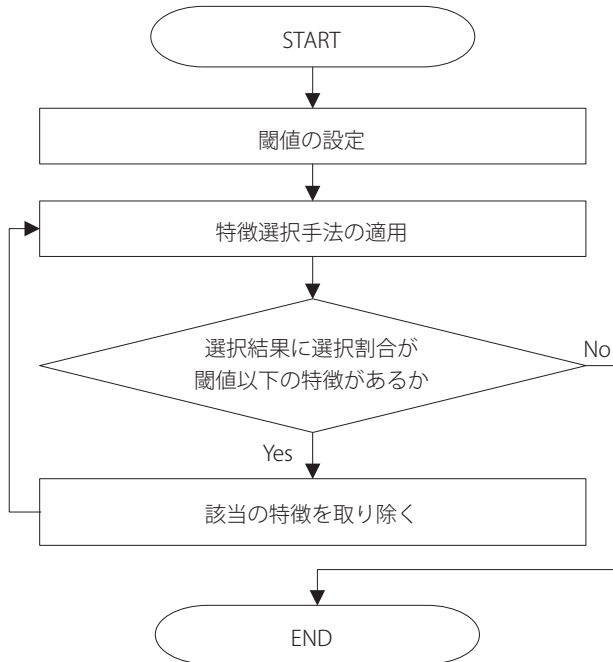 START
閾値の設定
特徴選択手法の適用
選択結果に選択割合が
閾値以下の特徴があるか
No
Yes
該当の特徴を取り除く
END